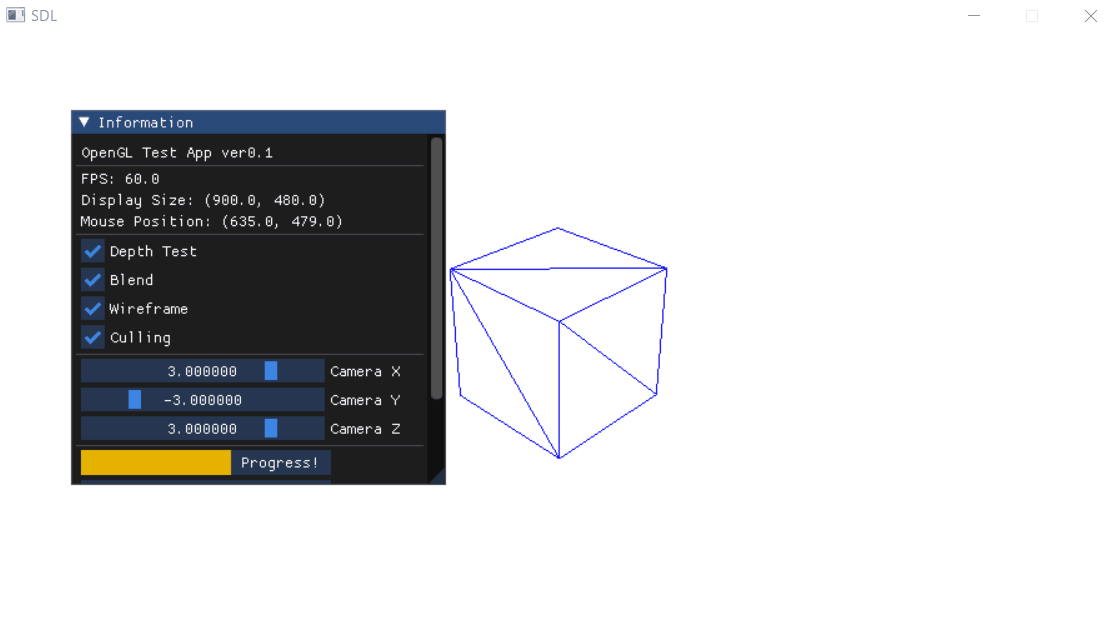 SDL
Information
OpenGL Test App ver0.1
FPS: 60.0
Display Size: (900.0, 480.0)
Mouse Position: (635.0, 479.0)
Depth Test
Blend
Wireframe
Culling
3.000000 Camera X
-3.000000 Camera Y
3.000000 Camera Z
Progress!